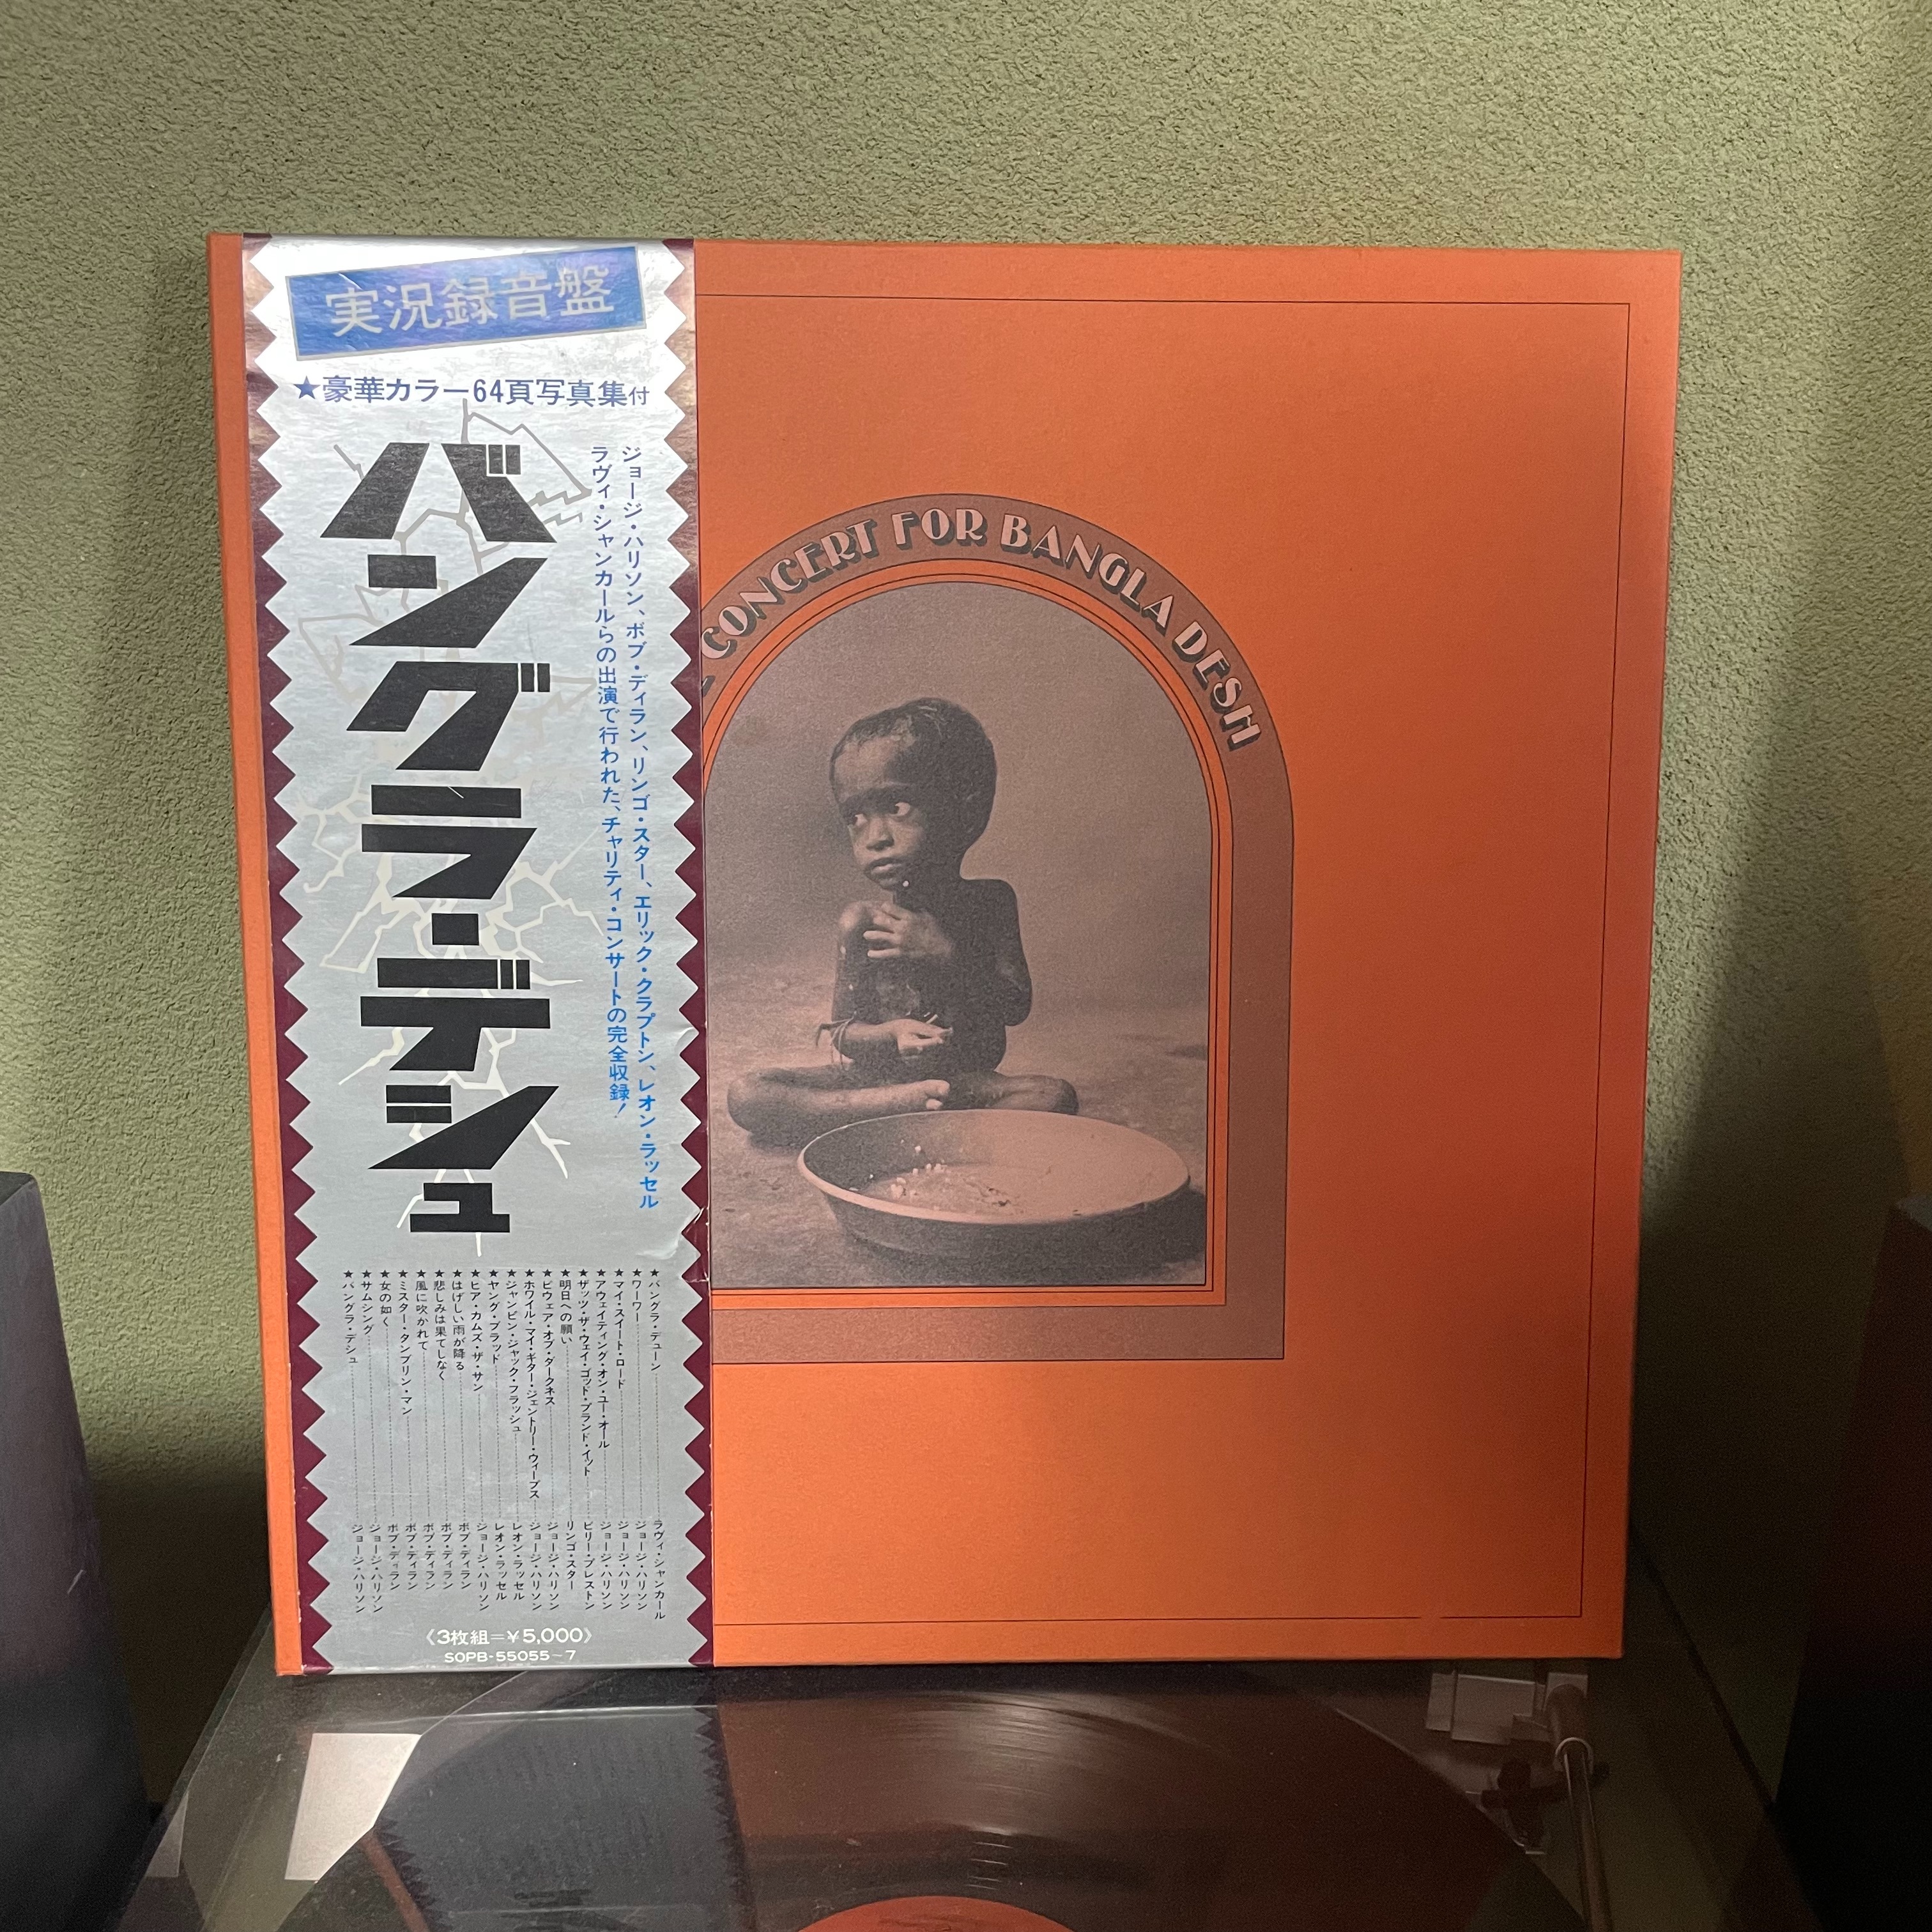 実況録音盤
★豪華カラー64頁写真集付
ジョージ・ハリソン、ボブ・ディラン、リンゴ・スター、エリック・クラプトン、レオン・ラッセル
ラヴィ・シャンカールらの出演で行われた、チャリティ・コンサートの完全収録!
バングラ・デシュ
★バングラ・デューン……ラヴィ・シャンカール
★ワーワー……ジョージ・ハリソン
★マイ・スイート・ロード……ジョージ・ハリソン
★アウェイティング・オン・ユー・オール……ジョージ・ハリソン
★ザッツ・ザ・ウェイ・ゴッド・プランド・イット……ビリー・プレストン
★明日への願い……リンゴ・スター
★ビウェア・オブ・ダークネス……ジョージ・ハリソン
★ホワイル・マイ・ギター・ジェントリー・ウィープス……ジョージ・ハリソン
★ジャンピン・ジャック・フラッシュ……レオン・ラッセル
★ヤング・ブラッド……レオン・ラッセル
★ヒア・カムズ・ザ・サン……ジョージ・ハリソン
★はげしい雨が降る……ボブ・ディラン
★悲しみは果てしなく……ボブ・ディラン
★風に吹かれて……ボブ・ディラン
★ミスター・タンブリン・マン……ボブ・ディラン
★女の如く……ボブ・ディラン
★サムシング……ジョージ・ハリソン
★バングラ・デシュ……ジョージ・ハリソン
《3枚組=¥5,000》
SOPB-55055~7
CONCERT FOR BANGLA DESH